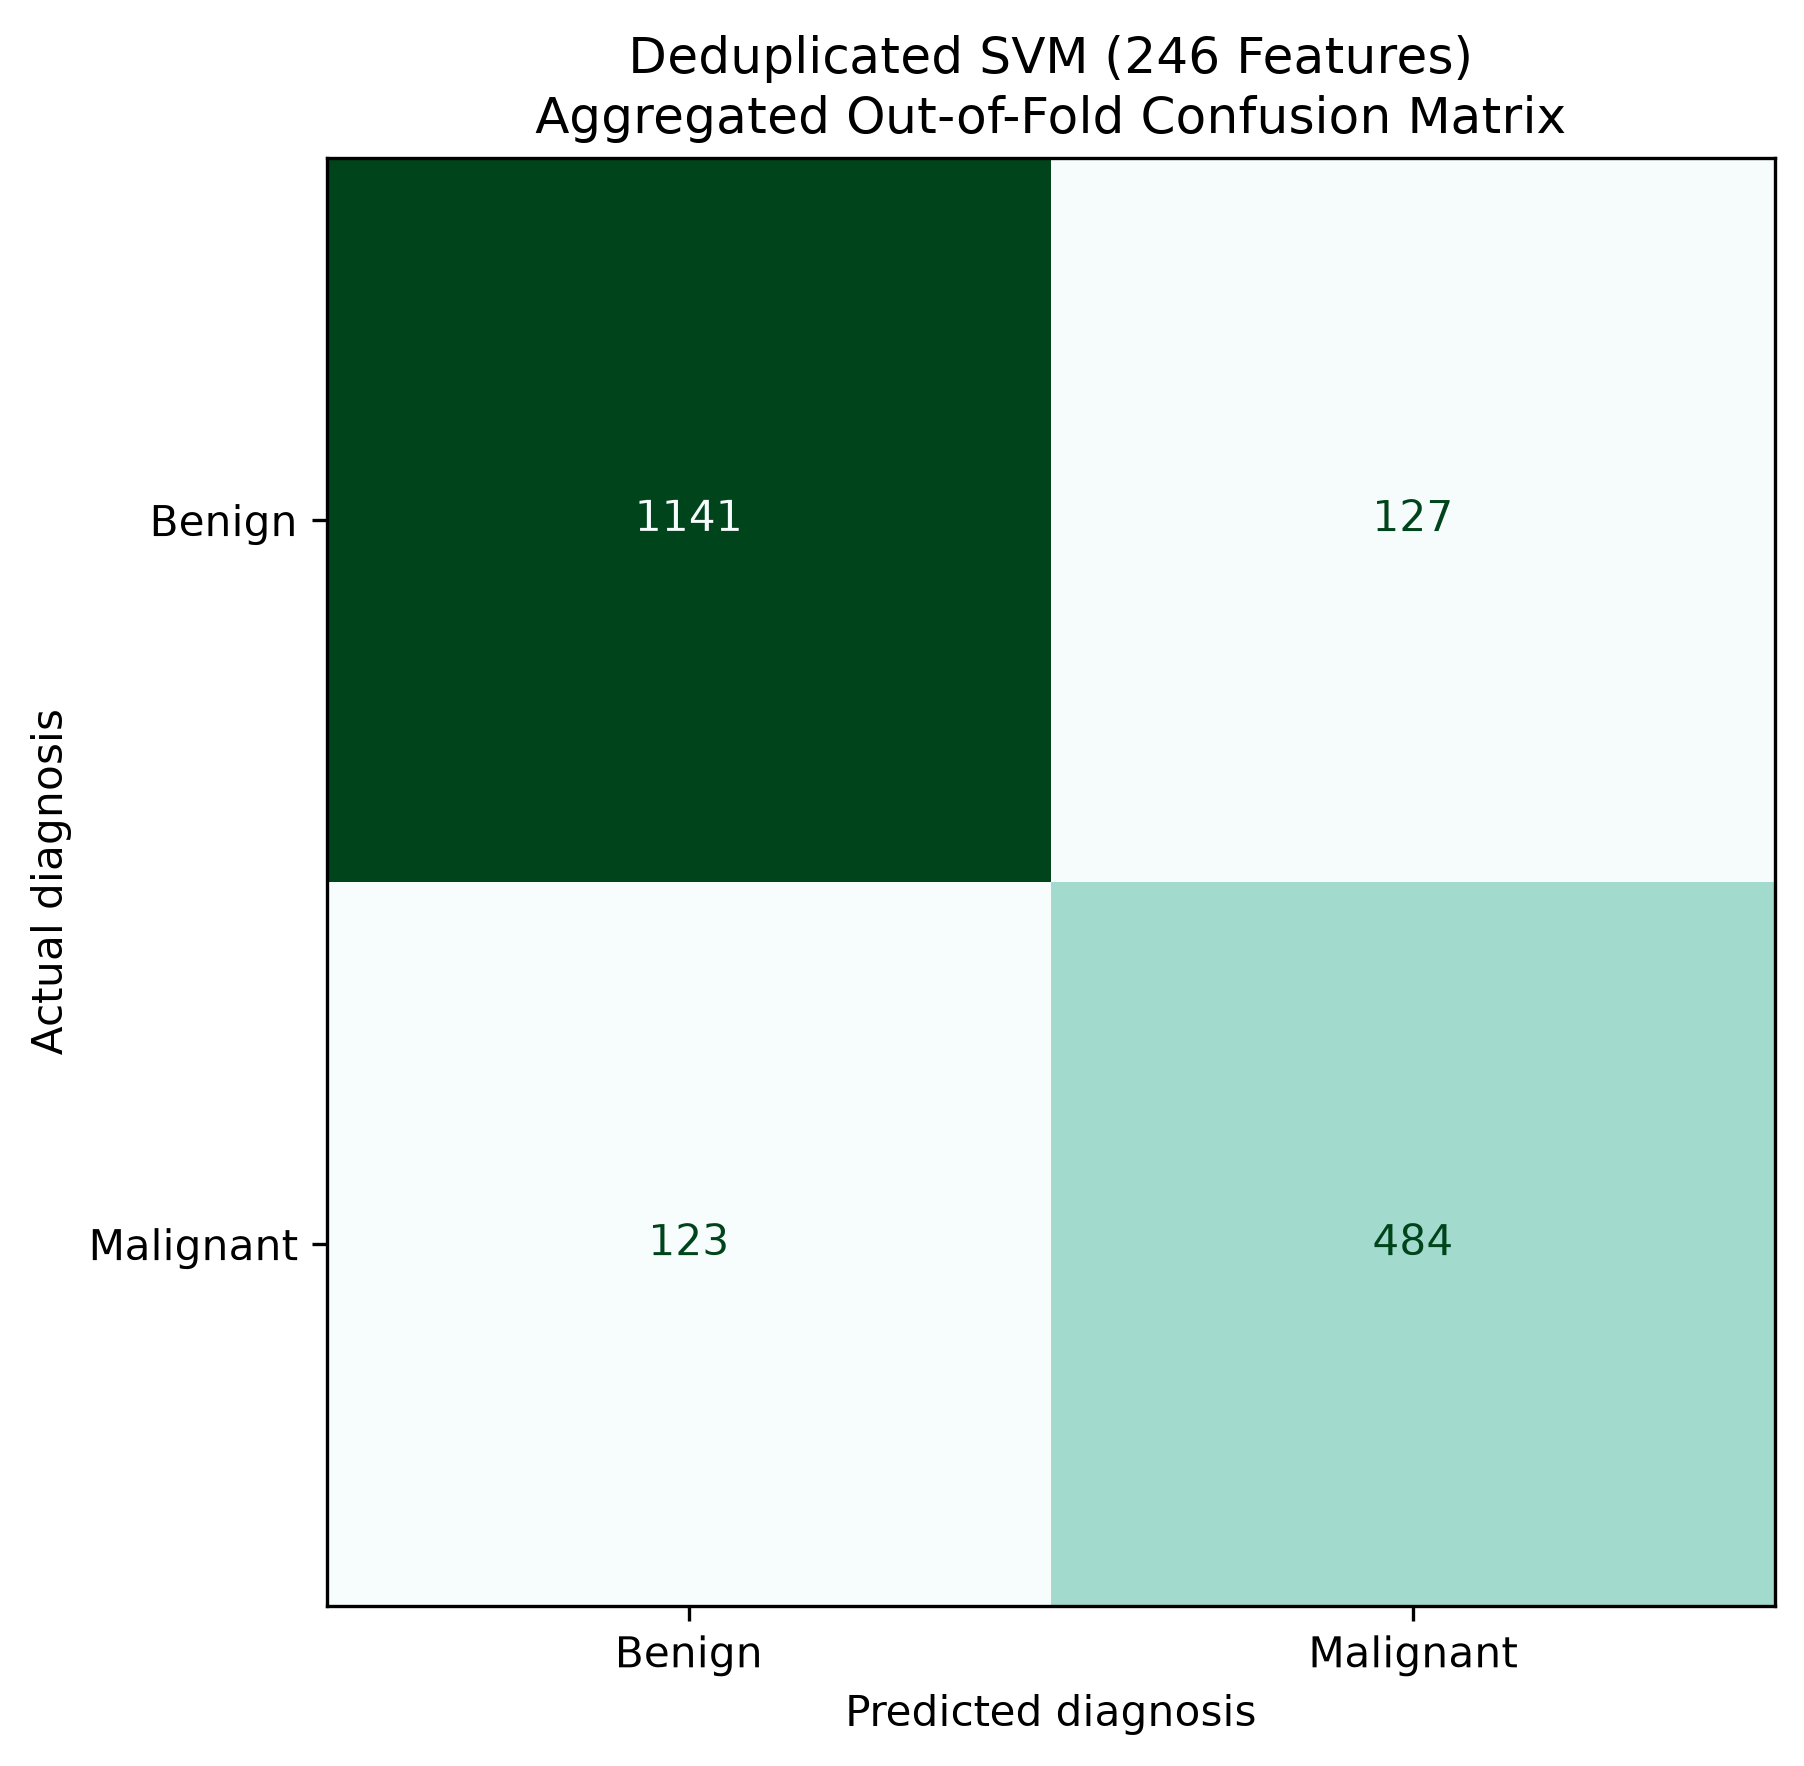 Deduplicated SVM (246 Features)
Aggregated Out-of-Fold Confusion Matrix
Actual diagnosis
Benign
1141
127
Malignant
123
484
Benign
Malignant
Predicted diagnosis